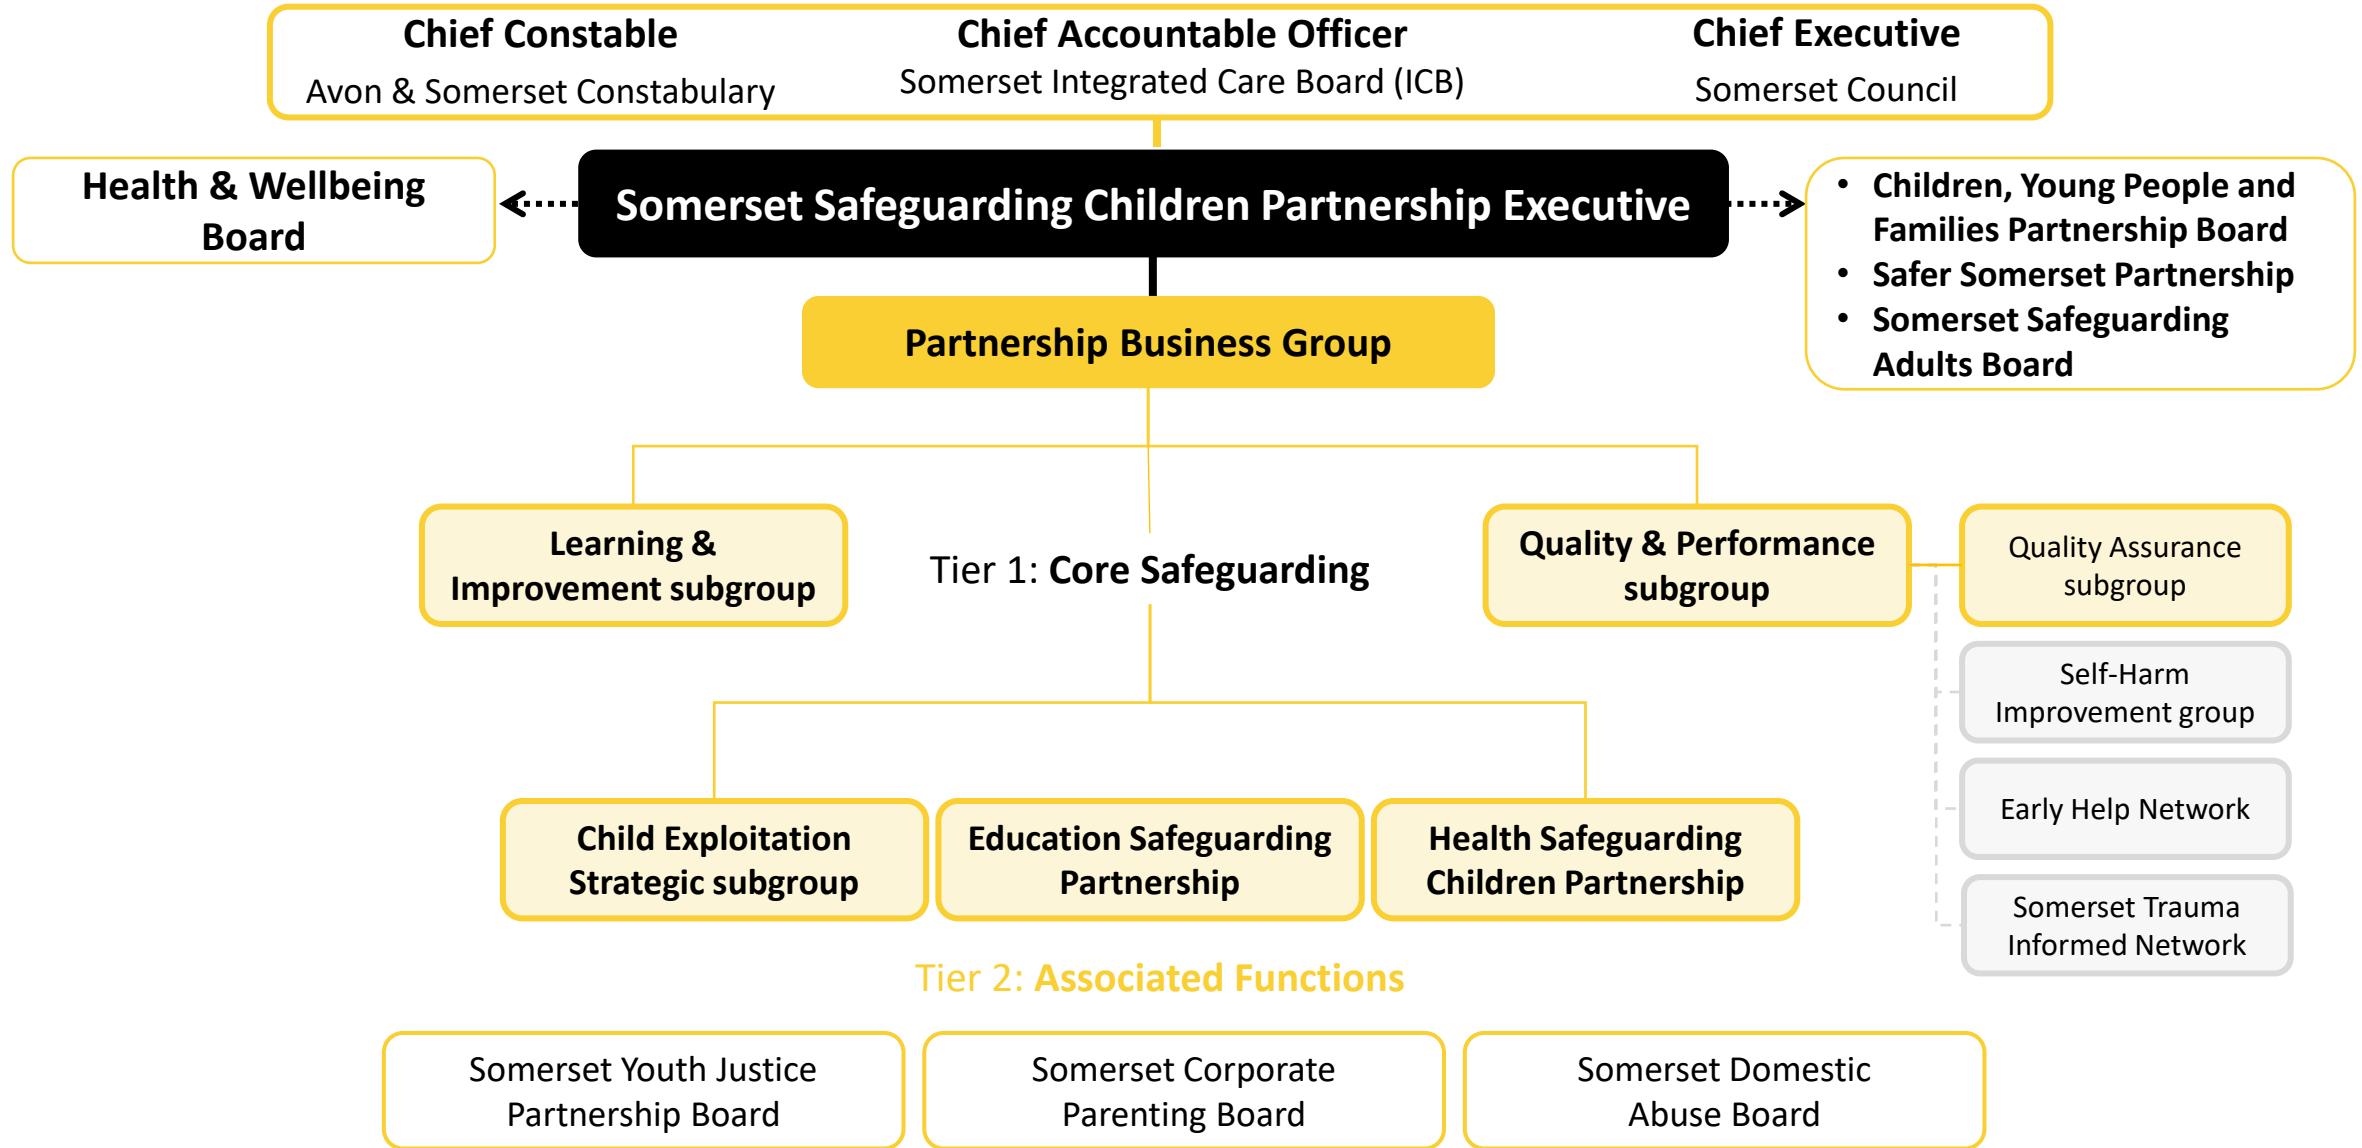 Chief Constable
Avon & Somerset Constabulary
Chief Accountable Officer
Somerset Integrated Care Board (ICB)
Chief Executive
Somerset Council
Health & Wellbeing
Board
Somerset Safeguarding Children Partnership Executive
• Children, Young People and
Families Partnership Board
• Safer Somerset Partnership
• Somerset Safeguarding
Adults Board
Partnership Business Group
Learning &
Improvement subgroup
Tier 1: Core Safeguarding
Quality & Performance
subgroup
Quality Assurance
subgroup
Self-Harm
Improvement group
Early Help Network
Somerset Trauma
Informed Network
Child Exploitation
Strategic subgroup
Education Safeguarding
Partnership
Health Safeguarding
Children Partnership
Tier 2: Associated Functions
Somerset Youth Justice
Partnership Board
Somerset Corporate
Parenting Board
Somerset Domestic
Abuse Board